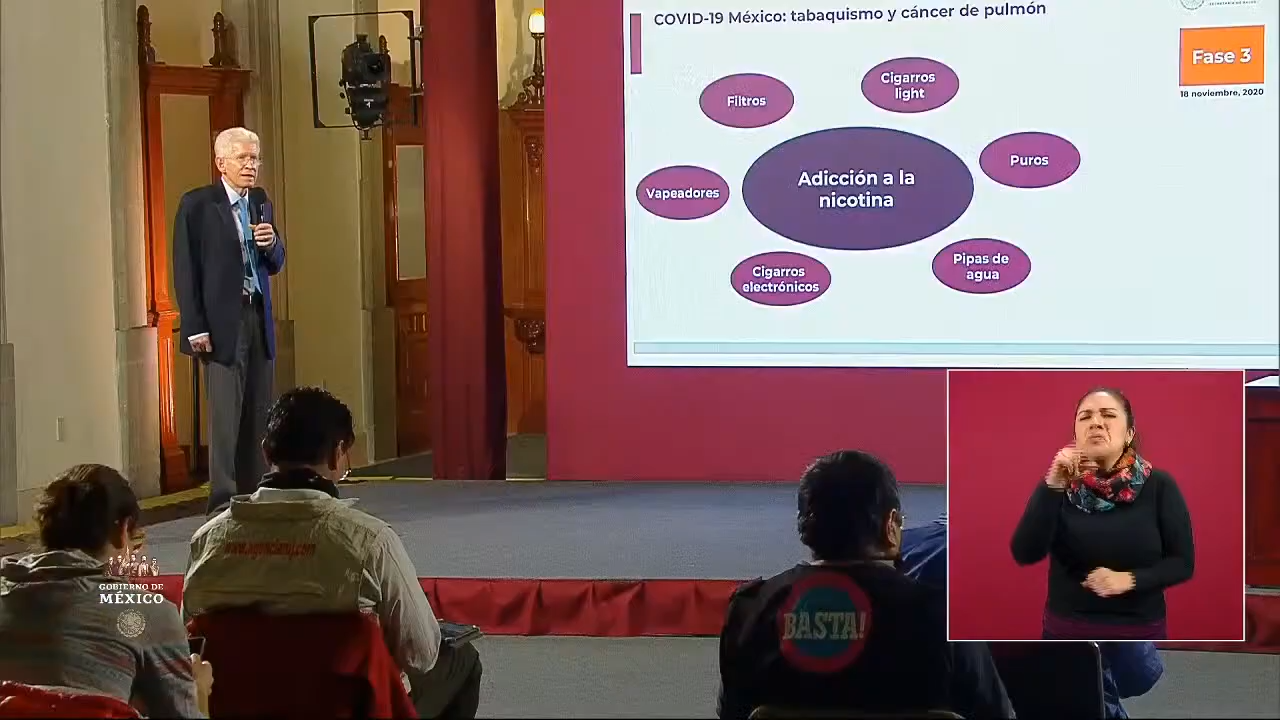 COVID-19 México: tabaquismo y cáncer de pulmón
Fase 3
18 noviembre, 2020
Filtros
Cigarros
light
Vapeadores
Adicción a la
nicotina
Puros
Cigarros
electrónicos
Pipas de
agua
GOBIERNO DE
MÉXICO
BASTA!